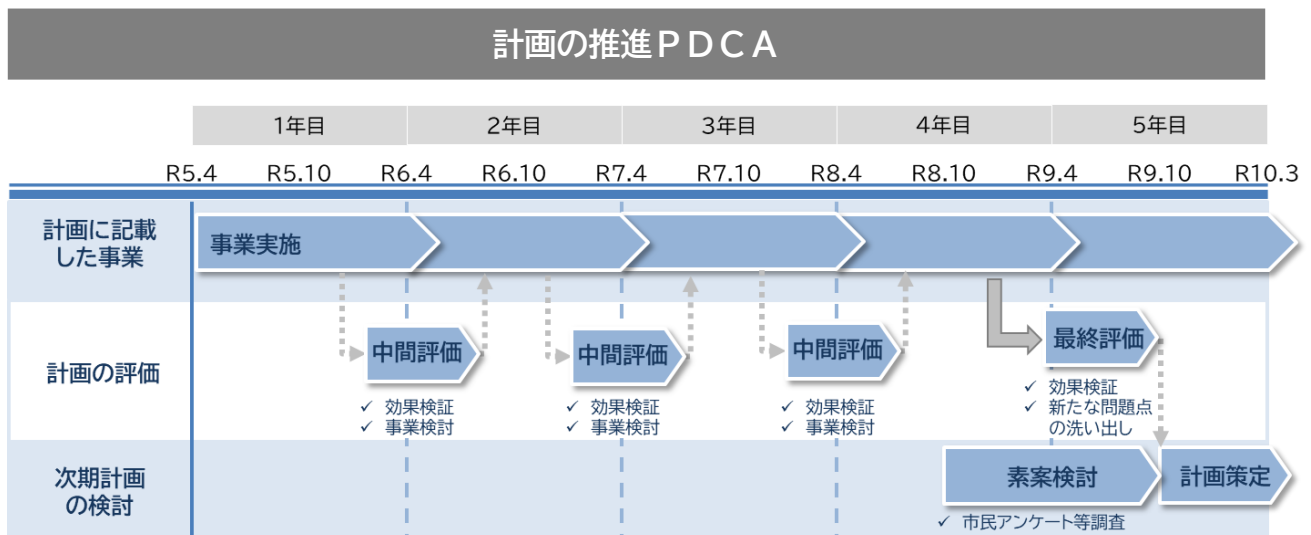 計画の推進PDCA
1年目 2年目 3年目 4年目 5年目
R5.4 R5.10 R6.4 R6.10 R7.4 R7.10 R8.4 R8.10 R9.4 R9.10 R10.3
計画に記載
した事業
事業実施
計画の評価
中間評価
✓ 効果検証
✓ 事業検討
中間評価
✓ 効果検証
✓ 事業検討
中間評価
✓ 効果検証
✓ 事業検討
最終評価
✓ 効果検証
✓ 新たな問題点
の洗い出し
次期計画
の検討
素案検討
計画策定
✓ 市民アンケート等調査